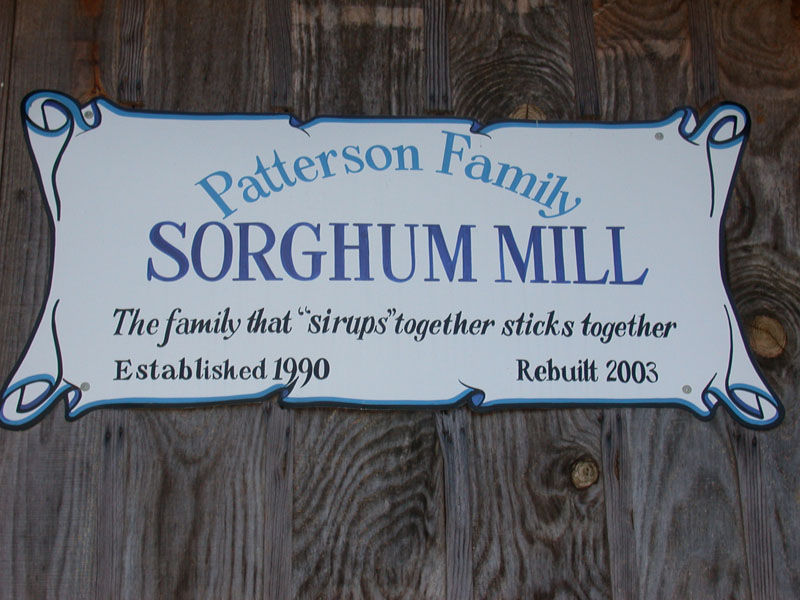 Patterson Family
SORGHUM MILL
The family that "sirups" together sticks together
Established 1990 Rebuilt 2003